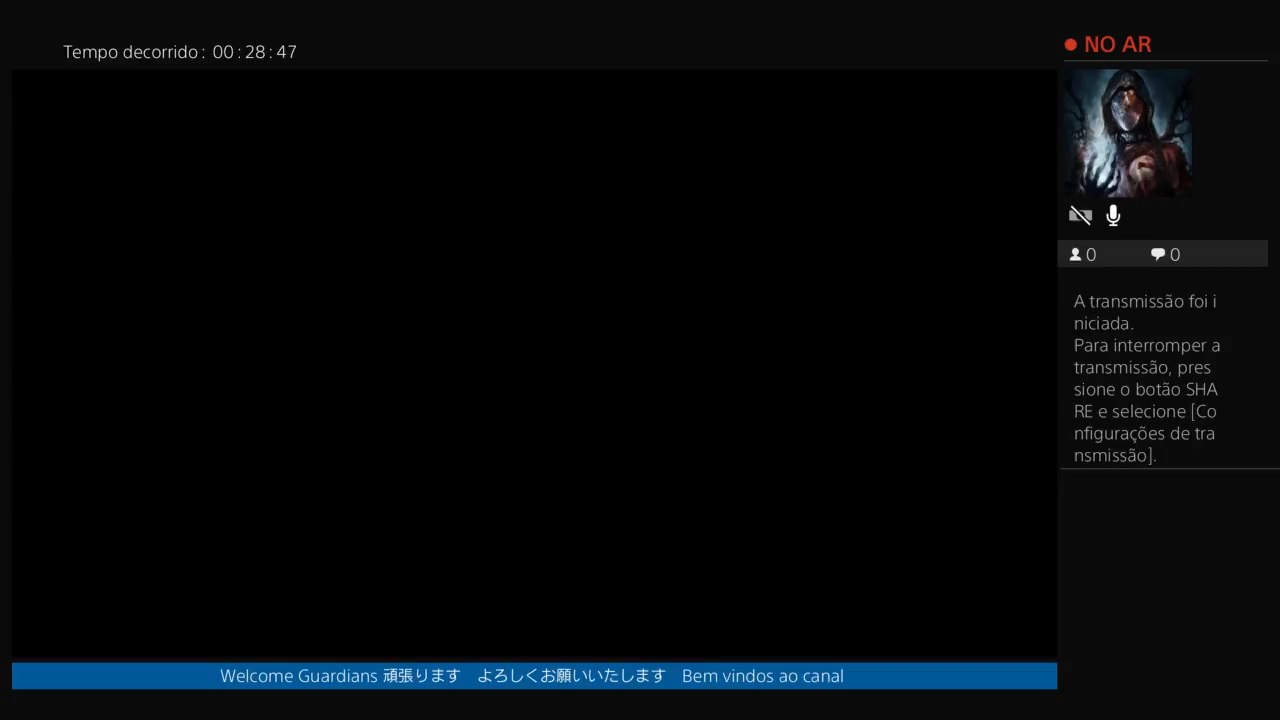 Tempo decorrido: 00:28:47
NO AR
0 0
A transmissão foi i
niciada.
Para interromper a
transmissão, pres
sione o botão SHA
RE e selecione [Co
nfigurações de tra
nsmissão].
Welcome Guardians 頑張ります　よろしくお願いいたします　Bem vindos ao canal